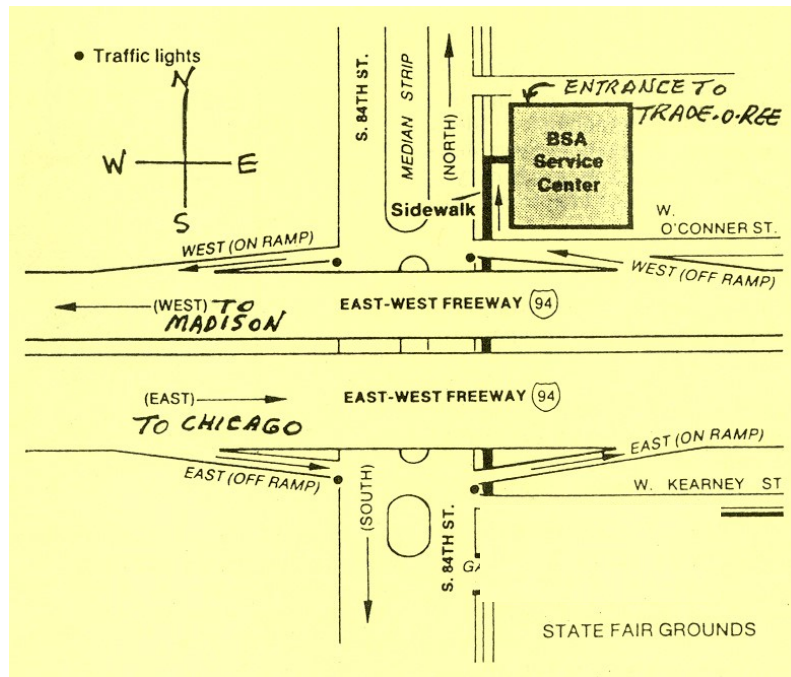 Traffic lights
N
W
E
S
S. 84TH ST.
MEDIAN STRIP
(NORTH)
ENTRANCE TO
TRADE-O-REE
BSA
Service
Center
Sidewalk
W.
O'CONNER ST.
WEST (ON RAMP)
WEST (OFF RAMP)
(WEST) TO
MADISON
EAST-WEST FREEWAY 94
(EAST)
TO CHICAGO
EAST-WEST FREEWAY 94
EAST (OFF RAMP)
EAST (ON RAMP)
W. KEARNEY ST
(SOUTH)
S. 84TH ST.
STATE FAIR GROUNDS